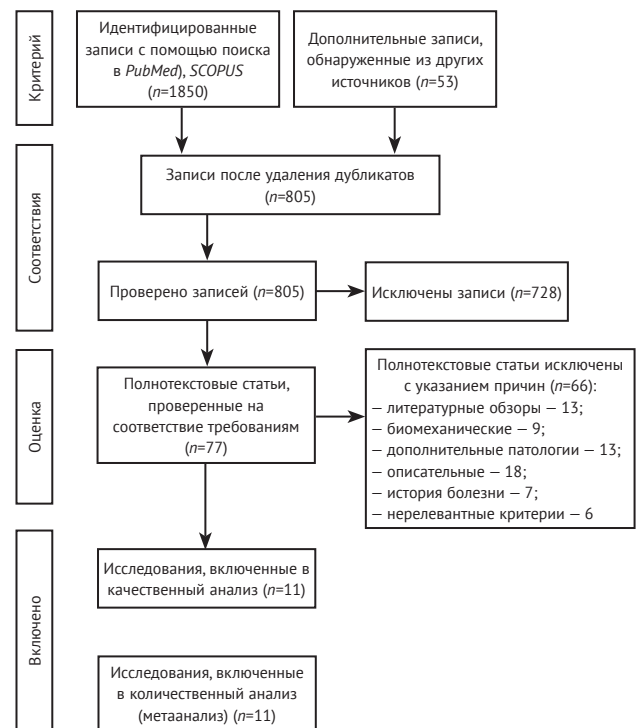 Критерий
Идентифицированные
записи с помощью поиска
в PubMed), SCOPUS
(n=1850)
Дополнительные записи,
обнаруженные из других
источников (n=53)
Соответствия
Записи после удаления дубликатов
(n=805)
Проверено записей (n=805)
Исключены записи (n=728)
Оценка
Полнотекстовые статьи,
проверенные на
соответствие требованиям
(n=77)
Полнотекстовые статьи исключены
с указанием причин (n=66):
— литературные обзоры — 13;
— биомеханические — 9;
— дополнительные патологии — 13;
— описательные — 18;
— история болезни — 7;
— нерелевантные критерии — 6
Включено
Исследования, включенные в
качественный анализ (n=11)
Исследования, включенные
в количественный анализ
(метаанализ) (n=11)